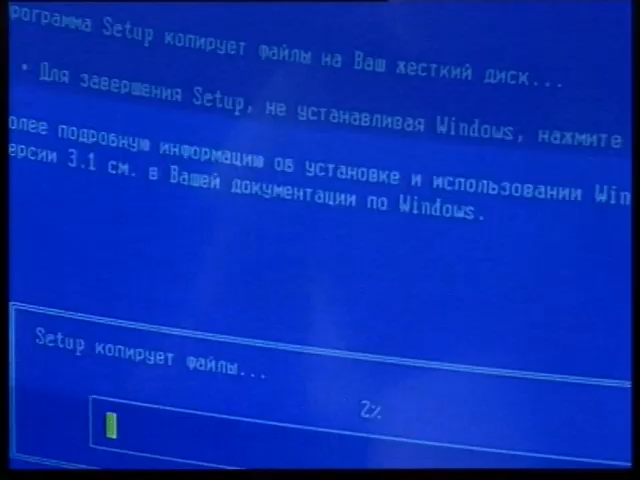 рограмма Setup копирует файлы на Ваш жесткий диск...
• Для завершения Setup, не устанавливая Windows, нажмите
олее подробную информацию об установке и использовании Win
ерсии 3.1 см. в Вашей документации по Windows.
Setup копирует файлы...
2%